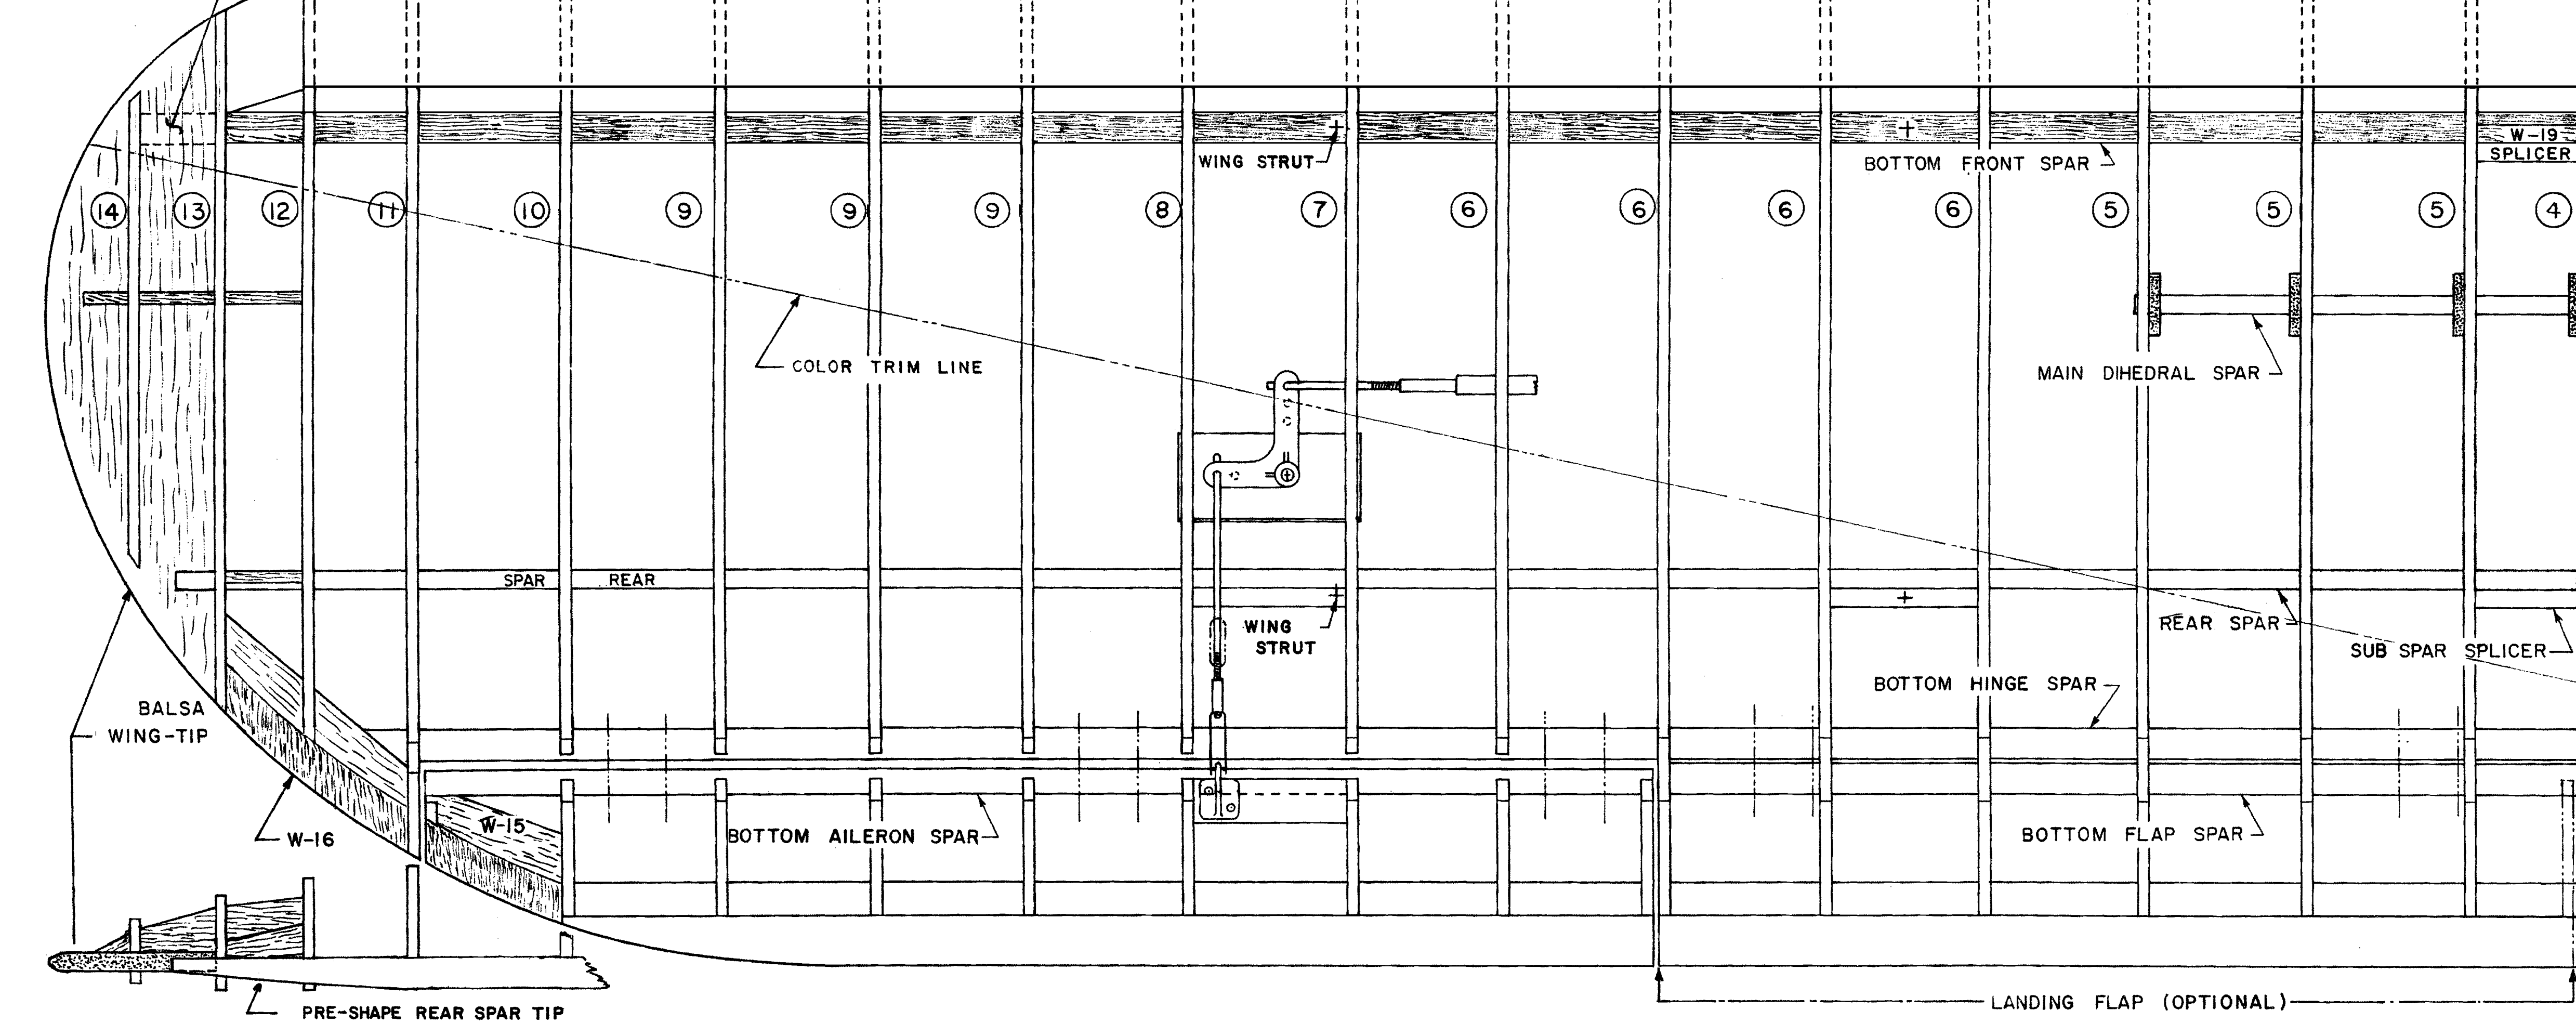 W-19
SPLICER
WING STRUT
BOTTOM FRONT SPAR
14 13 12 11 10 9 9 9 8 7 6 6 6 6 5 5 5 4
COLOR TRIM LINE
MAIN DIHEDRAL SPAR
SPAR REAR
WING
STRUT
REAR SPAR
SUB SPAR SPLICER
BOTTOM HINGE SPAR
BALSA
WING-TIP
W-16
W-15
BOTTOM AILERON SPAR
BOTTOM FLAP SPAR
LANDING FLAP (OPTIONAL)
PRE-SHAPE REAR SPAR TIP